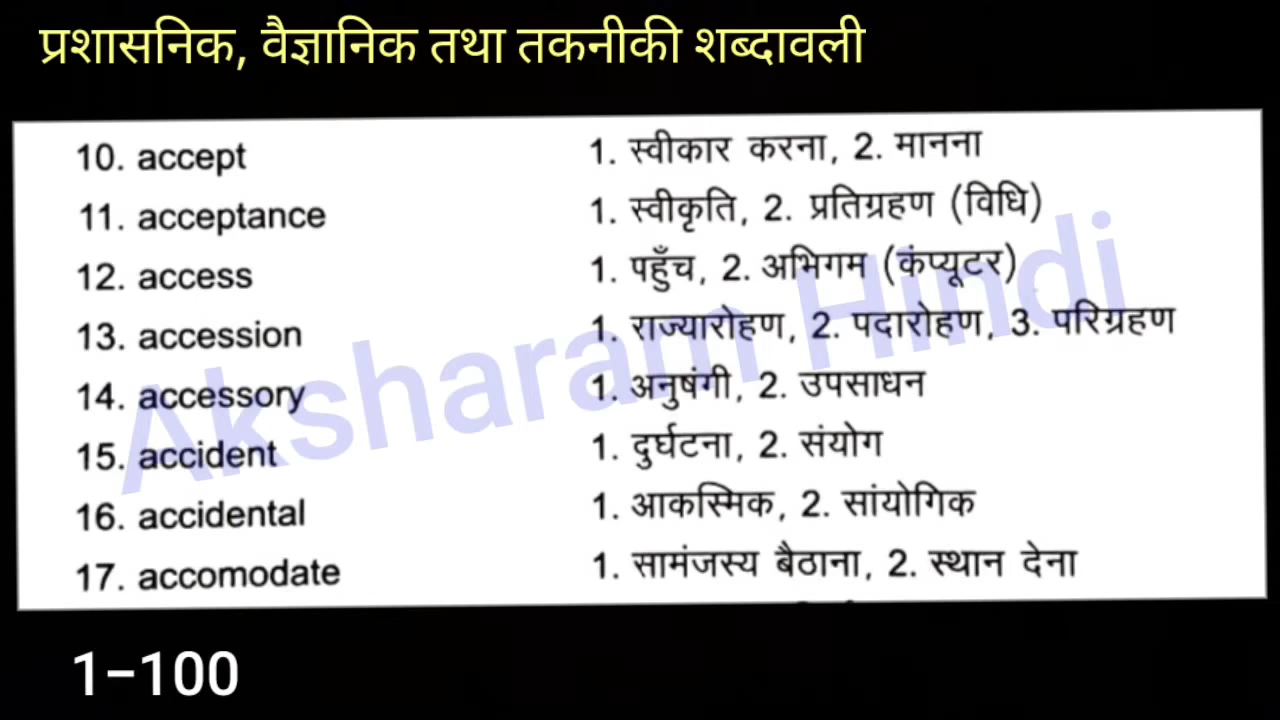 प्रशासनिक, वैज्ञानिक तथा तकनीकी शब्दावली
10. accept 1. स्वीकार करना, 2. मानना
11. acceptance 1. स्वीकृति, 2. प्रतिग्रहण (विधि)
12. access 1. पहुँच, 2. अभिगम (कंप्यूटर)
13. accession 1. राज्यारोहण, 2. पदारोहण, 3. परिग्रहण
14. accessory 1. अनुषंगी, 2. उपसाधन
15. accident 1. दुर्घटना, 2. संयोग
16. accidental 1. आकस्मिक, 2. सांयोगिक
17. accomodate 1. सामंजस्य बैठाना, 2. स्थान देना
Aksharam Hindi
1–100